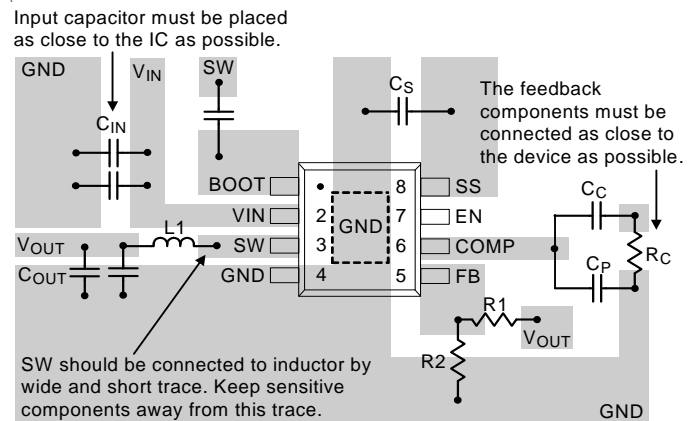 Input capacitor must be placed
as close to the IC as possible.
GND
VIN
SW
CS
CIN
The feedback
components must be
connected as close to
the device as possible.
BOOT
8
SS
VIN
2
GND
7
EN
CC
VOUT
L1
SW
3
6
COMP
RC
COUT
GND
4
5
FB
CP
R1
VOUT
R2
SW should be connected to inductor by
wide and short trace. Keep sensitive
components away from this trace.
GND